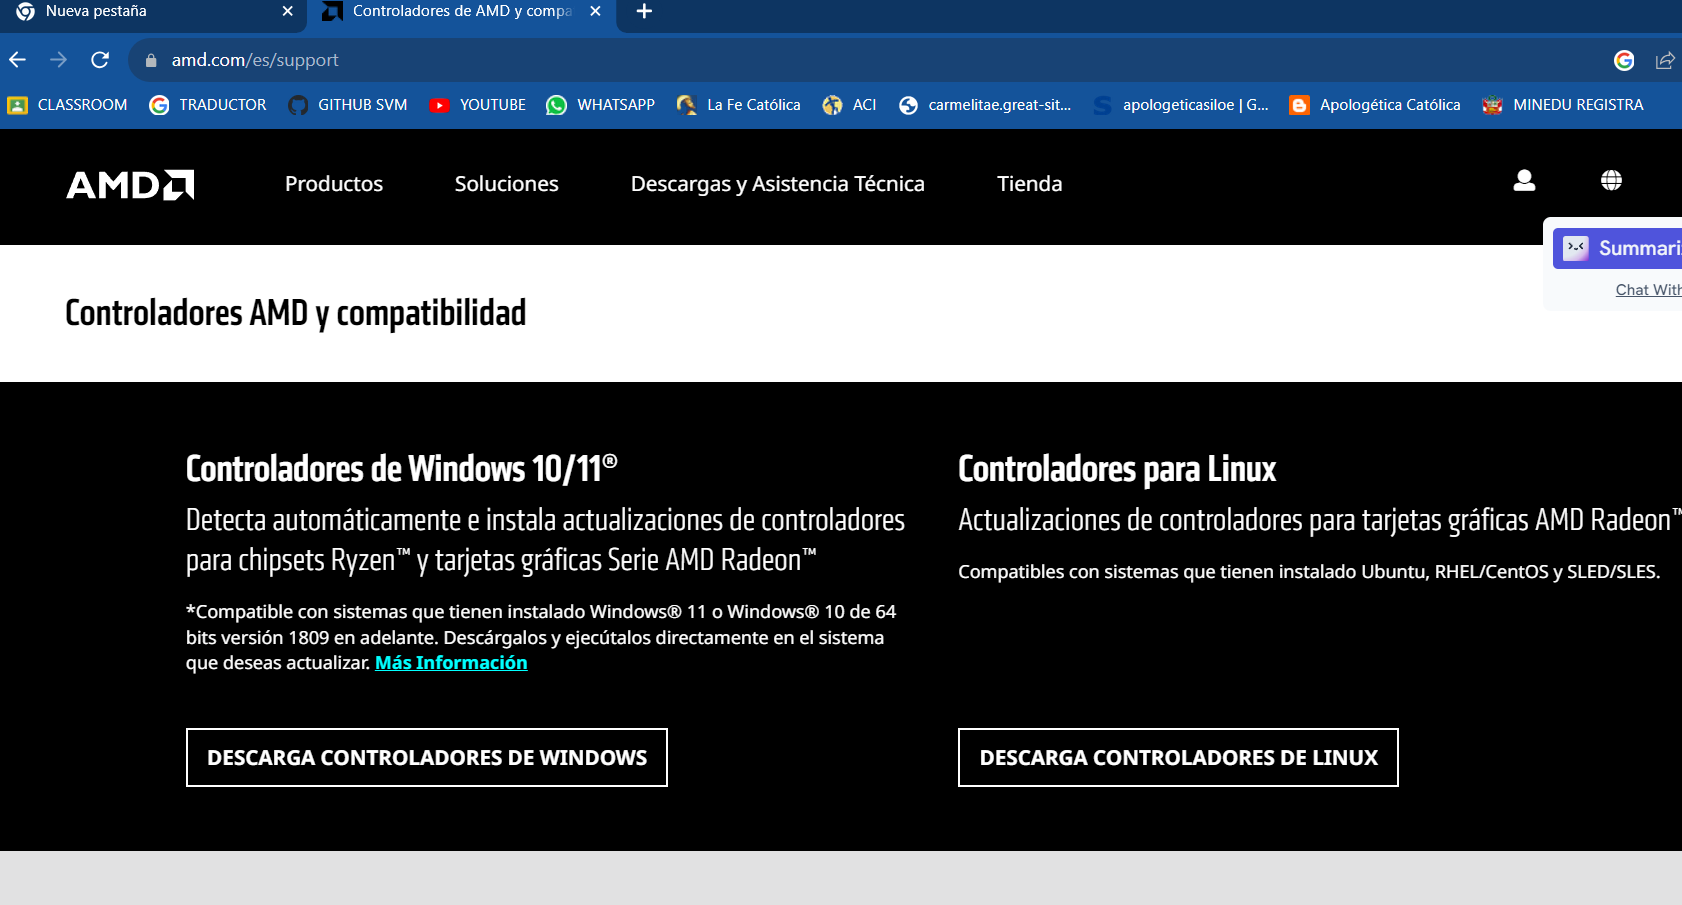 Nueva pestaña
Controladores de AMD y compa
amd.com/es/support
CLASSROOM TRADUCTOR GITHUB SVM YOUTUBE WHATSAPP La Fe Católica ACI carmelitae.great-sit... apologeticasiloe | G... Apologética Católica MINEDU REGISTRA
AMD Productos Soluciones Descargas y Asistencia Técnica Tienda
Summari
Chat With
Controladores AMD y compatibilidad
Controladores de Windows 10/11®
Detecta automáticamente e instala actualizaciones de controladores
para chipsets Ryzen™ y tarjetas gráficas Serie AMD Radeon™
*Compatible con sistemas que tienen instalado Windows® 11 o Windows® 10 de 64
bits versión 1809 en adelante. Descárgalos y ejecútalos directamente en el sistema
que deseas actualizar. Más Información
DESCARGA CONTROLADORES DE WINDOWS
Controladores para Linux
Actualizaciones de controladores para tarjetas gráficas AMD Radeon™
Compatibles con sistemas que tienen instalado Ubuntu, RHEL/CentOS y SLED/SLES.
DESCARGA CONTROLADORES DE LINUX